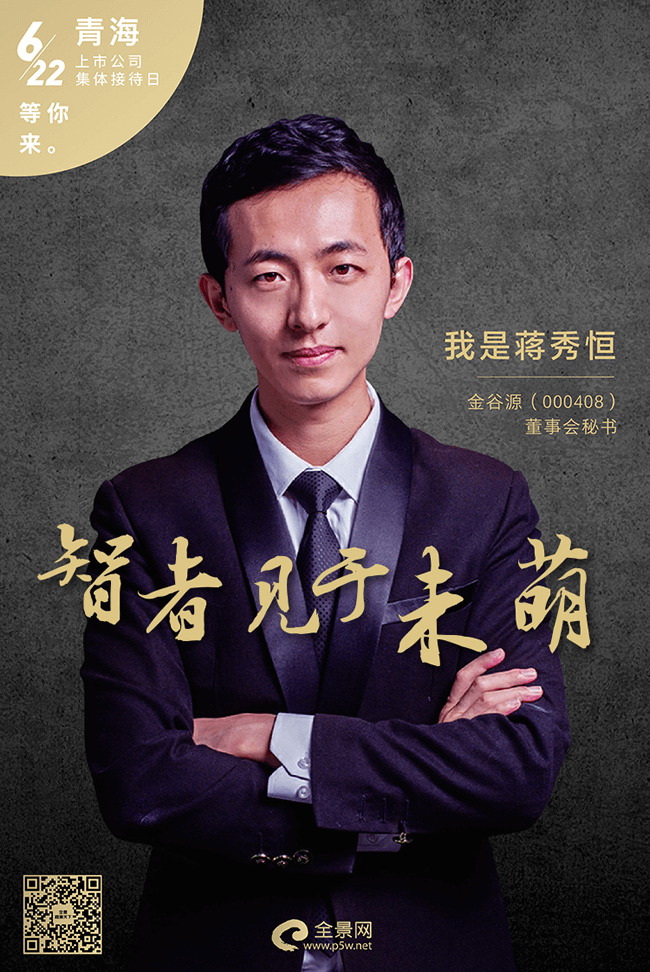 6/22
青海
上市公司
集体接待日
等你
来。
我是蒋秀恒
金谷源（000408）
董事会秘书
智者见于未萌
全景网
www.p5w.net